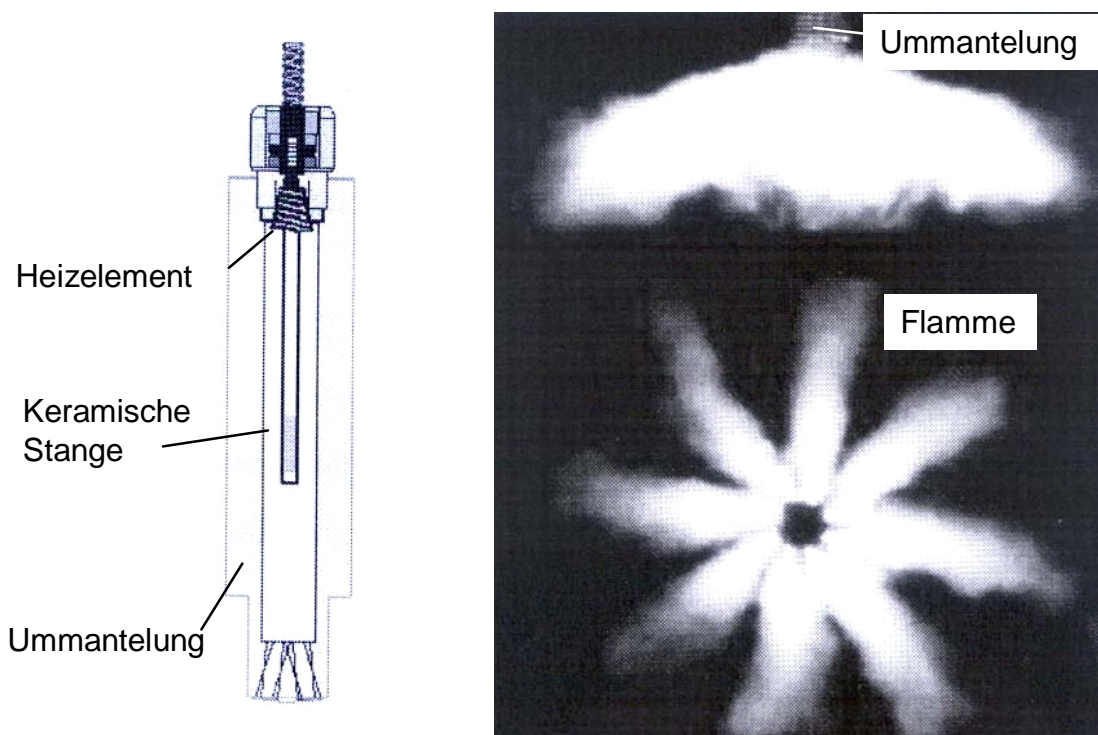 Ummantelung
Heizelement
Flamme
Keramische
Stange
Ummantelung